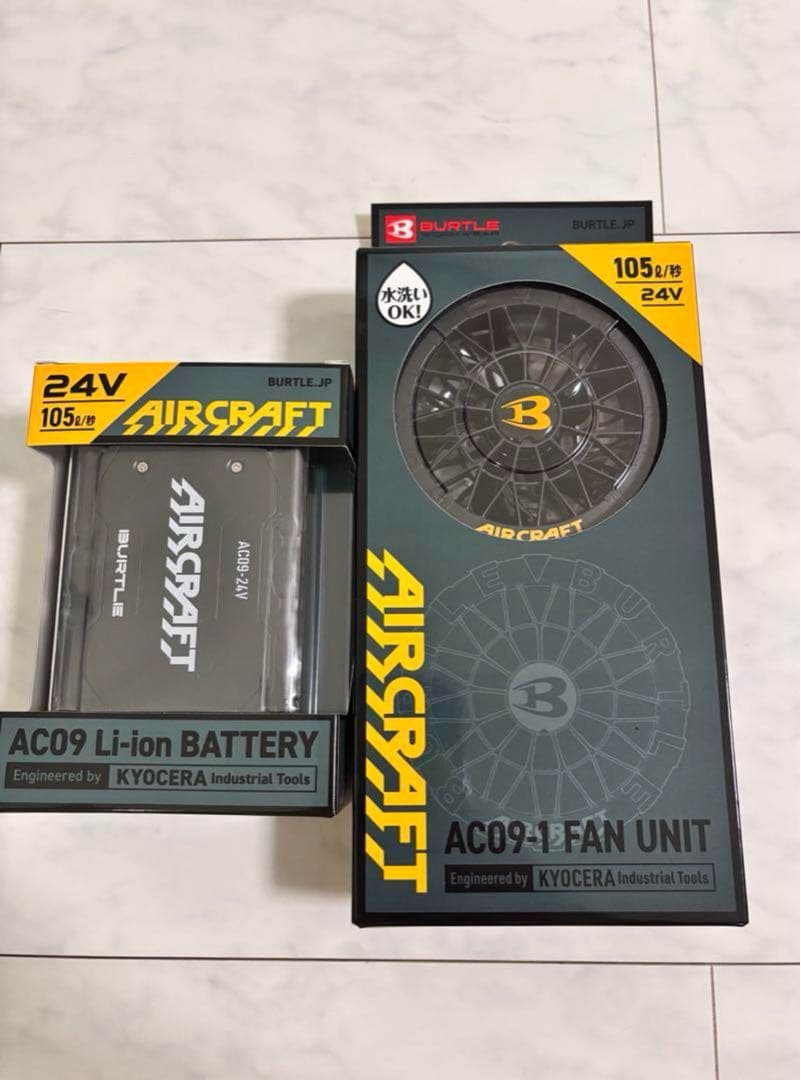 BURTLE
BURTLE.JP
水洗い
OK!
105ℓ/秒
24V
B
AIRCRAFT
AIRCRAFT
B
AC09-1 FAN UNIT
Engineered by KYOCERA Industrial Tools
24V
105ℓ/秒
BURTLE.JP
AIRCRAFT
AC09-24V
AIRCRAFT
BURTLE
AC09 Li-ion BATTERY
Engineered by KYOCERA Industrial Tools